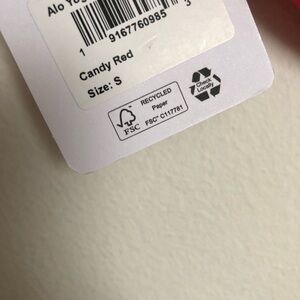 Alo Yo
1 9167760985 3
Candy Red
Size: S
RECYCLED
Paper
FSC
FSC® C117781
Check
Locally